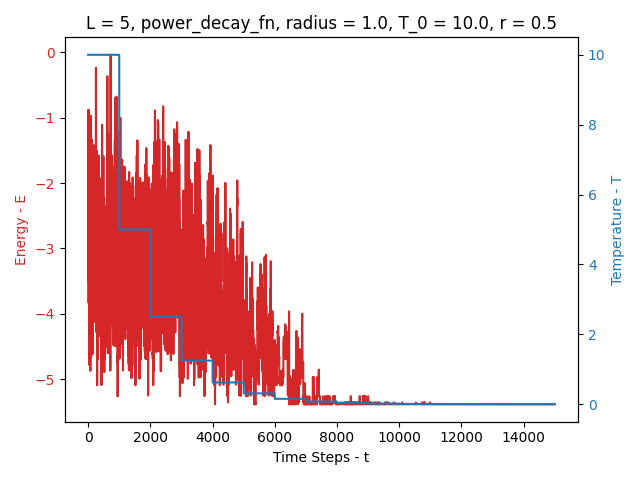 L = 5, power_decay_fn, radius = 1.0, T_0 = 10.0, r = 0.5
0
−1
−2
−3
−4
−5
Energy - E
10
8
6
4
2
0
Temperature - T
0 2000 4000 6000 8000 10000 12000 14000
Time Steps - t